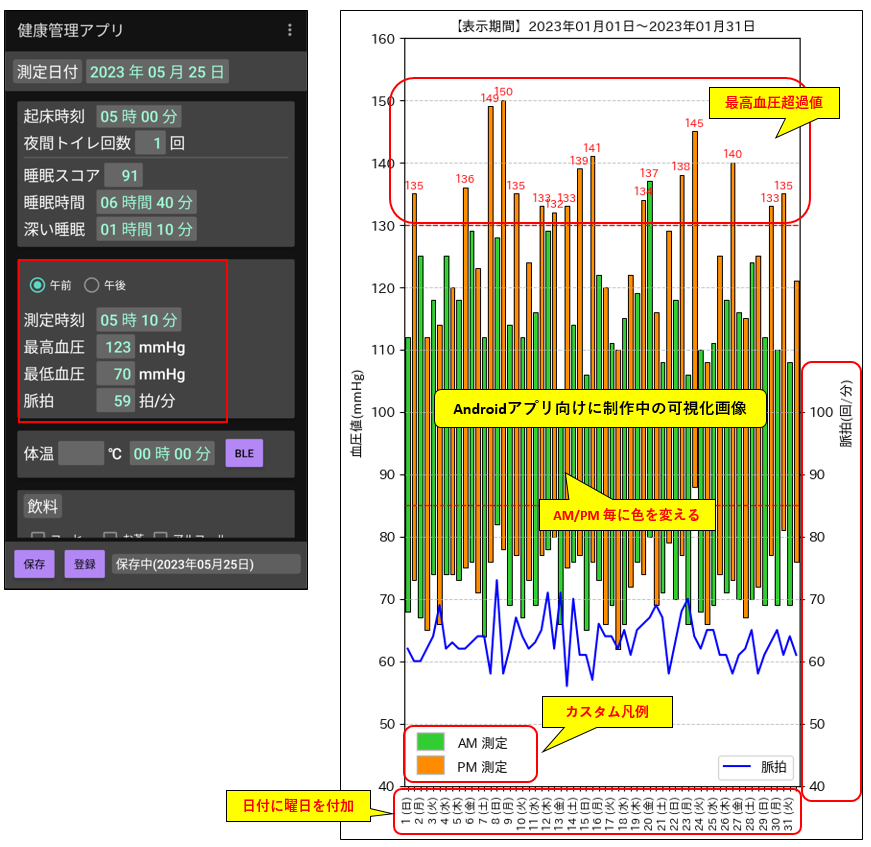 健康管理アプリ
測定日付 2023 年 05 月 25 日
起床時刻 05 時 00 分
夜間トイレ回数 1 回
睡眠スコア 91
睡眠時間 06 時間 40 分
深い睡眠 01 時間 10 分
午前 午後
測定時刻 05 時 10 分
最高血圧 123 mmHg
最低血圧 70 mmHg
脈拍 59 拍/分
体温 ℃ 00 時 00 分 BLE
飲料
保存 登録 保存中(2023年05月25日)
【表示期間】2023年01月01日～2023年01月31日
血圧値(mmHg)
160
150
140
130
120
110
100
90
80
70
60
50
40
135
136
149
150
135
133
132
133
139
141
134
137
138
145
140
133
135
最高血圧超過値
Androidアプリ向けに制作中の可視化画像
AM/PM 毎に色を変える
カスタム凡例
AM 測定
PM 測定
脈拍
100
90
80
70
60
50
40
脈拍(回/分)
日付に曜日を付加
1 (日)
2 (月)
3 (火)
4 (水)
5 (木)
6 (金)
7 (土)
8 (日)
9 (月)
10 (火)
11 (水)
12 (木)
13 (金)
14 (土)
15 (日)
16 (月)
17 (火)
18 (水)
19 (木)
20 (金)
21 (土)
22 (日)
23 (月)
24 (火)
25 (水)
26 (木)
27 (金)
28 (土)
29 (日)
30 (月)
31 (火)